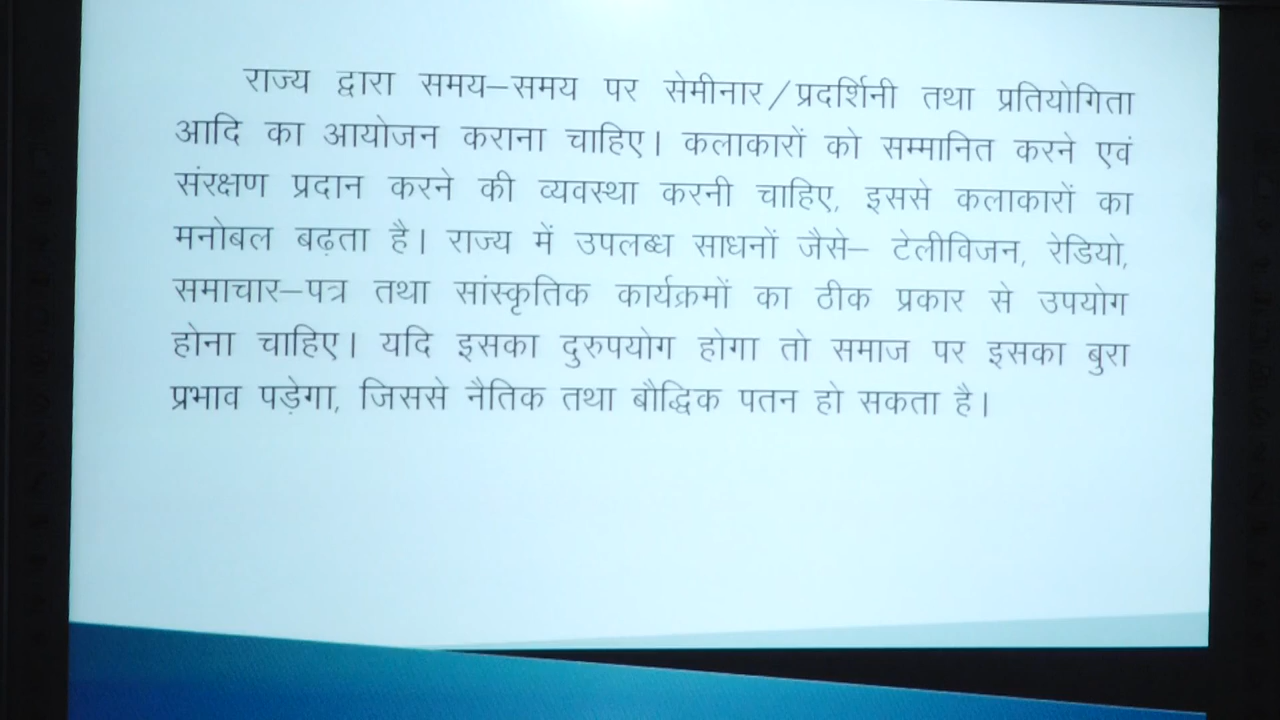 राज्य द्वारा समय–समय पर सेमीनार/प्रदर्शिनी तथा प्रतियोगिता
आदि का आयोजन कराना चाहिए। कलाकारों को सम्मानित करने एवं
संरक्षण प्रदान करने की व्यवस्था करनी चाहिए, इससे कलाकारों का
मनोबल बढ़ता है। राज्य में उपलब्ध साधनों जैसे– टेलीविजन, रेडियो,
समाचार–पत्र तथा सांस्कृतिक कार्यक्रमों का ठीक प्रकार से उपयोग
होना चाहिए। यदि इसका दुरुपयोग होगा तो समाज पर इसका बुरा
प्रभाव पड़ेगा, जिससे नैतिक तथा बौद्धिक पतन हो सकता है।